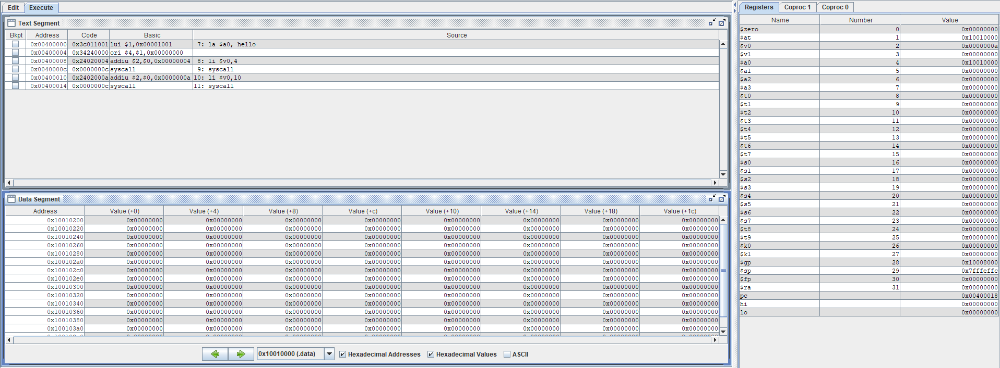 Edit Execute
Text Segment
Bkpt Address Code Basic Source
0x00400000 0x3c011001 lui $1,0x00001001 7: la $a0, hello
0x00400004 0x34240000 ori $4,$1,0x00000000
0x00400008 0x24020004 addiu $2,$0,0x00000004 8: li $v0,4
0x0040000c 0x0000000c syscall 9: syscall
0x00400010 0x2402000a addiu $2,$0,0x0000000a 10: li $v0,10
0x00400014 0x0000000c syscall 11: syscall
Data Segment
Address Value (+0) Value (+4) Value (+8) Value (+c) Value (+10) Value (+14) Value (+18) Value (+1c)
0x10010200 0x00000000 0x00000000 0x00000000 0x00000000 0x00000000 0x00000000 0x00000000 0x00000000
0x10010220 0x00000000 0x00000000 0x00000000 0x00000000 0x00000000 0x00000000 0x00000000 0x00000000
0x10010240 0x00000000 0x00000000 0x00000000 0x00000000 0x00000000 0x00000000 0x00000000 0x00000000
0x10010260 0x00000000 0x00000000 0x00000000 0x00000000 0x00000000 0x00000000 0x00000000 0x00000000
0x10010280 0x00000000 0x00000000 0x00000000 0x00000000 0x00000000 0x00000000 0x00000000 0x00000000
0x100102a0 0x00000000 0x00000000 0x00000000 0x00000000 0x00000000 0x00000000 0x00000000 0x00000000
0x100102c0 0x00000000 0x00000000 0x00000000 0x00000000 0x00000000 0x00000000 0x00000000 0x00000000
0x100102e0 0x00000000 0x00000000 0x00000000 0x00000000 0x00000000 0x00000000 0x00000000 0x00000000
0x10010300 0x00000000 0x00000000 0x00000000 0x00000000 0x00000000 0x00000000 0x00000000 0x00000000
0x10010320 0x00000000 0x00000000 0x00000000 0x00000000 0x00000000 0x00000000 0x00000000 0x00000000
0x10010340 0x00000000 0x00000000 0x00000000 0x00000000 0x00000000 0x00000000 0x00000000 0x00000000
0x10010360 0x00000000 0x00000000 0x00000000 0x00000000 0x00000000 0x00000000 0x00000000 0x00000000
0x10010380 0x00000000 0x00000000 0x00000000 0x00000000 0x00000000 0x00000000 0x00000000 0x00000000
0x100103a0 0x00000000 0x00000000 0x00000000 0x00000000 0x00000000 0x00000000 0x00000000 0x00000000
0x10010000 (.data) Hexadecimal Addresses Hexadecimal Values ASCII
Registers Coproc 1 Coproc 0
Name Number Value
$zero 0 0x00000000
$at 1 0x10010000
$v0 2 0x0000000a
$v1 3 0x00000000
$a0 4 0x10010000
$a1 5 0x00000000
$a2 6 0x00000000
$a3 7 0x00000000
$t0 8 0x00000000
$t1 9 0x00000000
$t2 10 0x00000000
$t3 11 0x00000000
$t4 12 0x00000000
$t5 13 0x00000000
$t6 14 0x00000000
$t7 15 0x00000000
$s0 16 0x00000000
$s1 17 0x00000000
$s2 18 0x00000000
$s3 19 0x00000000
$s4 20 0x00000000
$s5 21 0x00000000
$s6 22 0x00000000
$s7 23 0x00000000
$t8 24 0x00000000
$t9 25 0x00000000
$k0 26 0x00000000
$k1 27 0x00000000
$gp 28 0x10008000
$sp 29 0x7fffeffc
$fp 30 0x00000000
$ra 31 0x00000000
pc 0x00400018
hi 0x00000000
lo 0x00000000